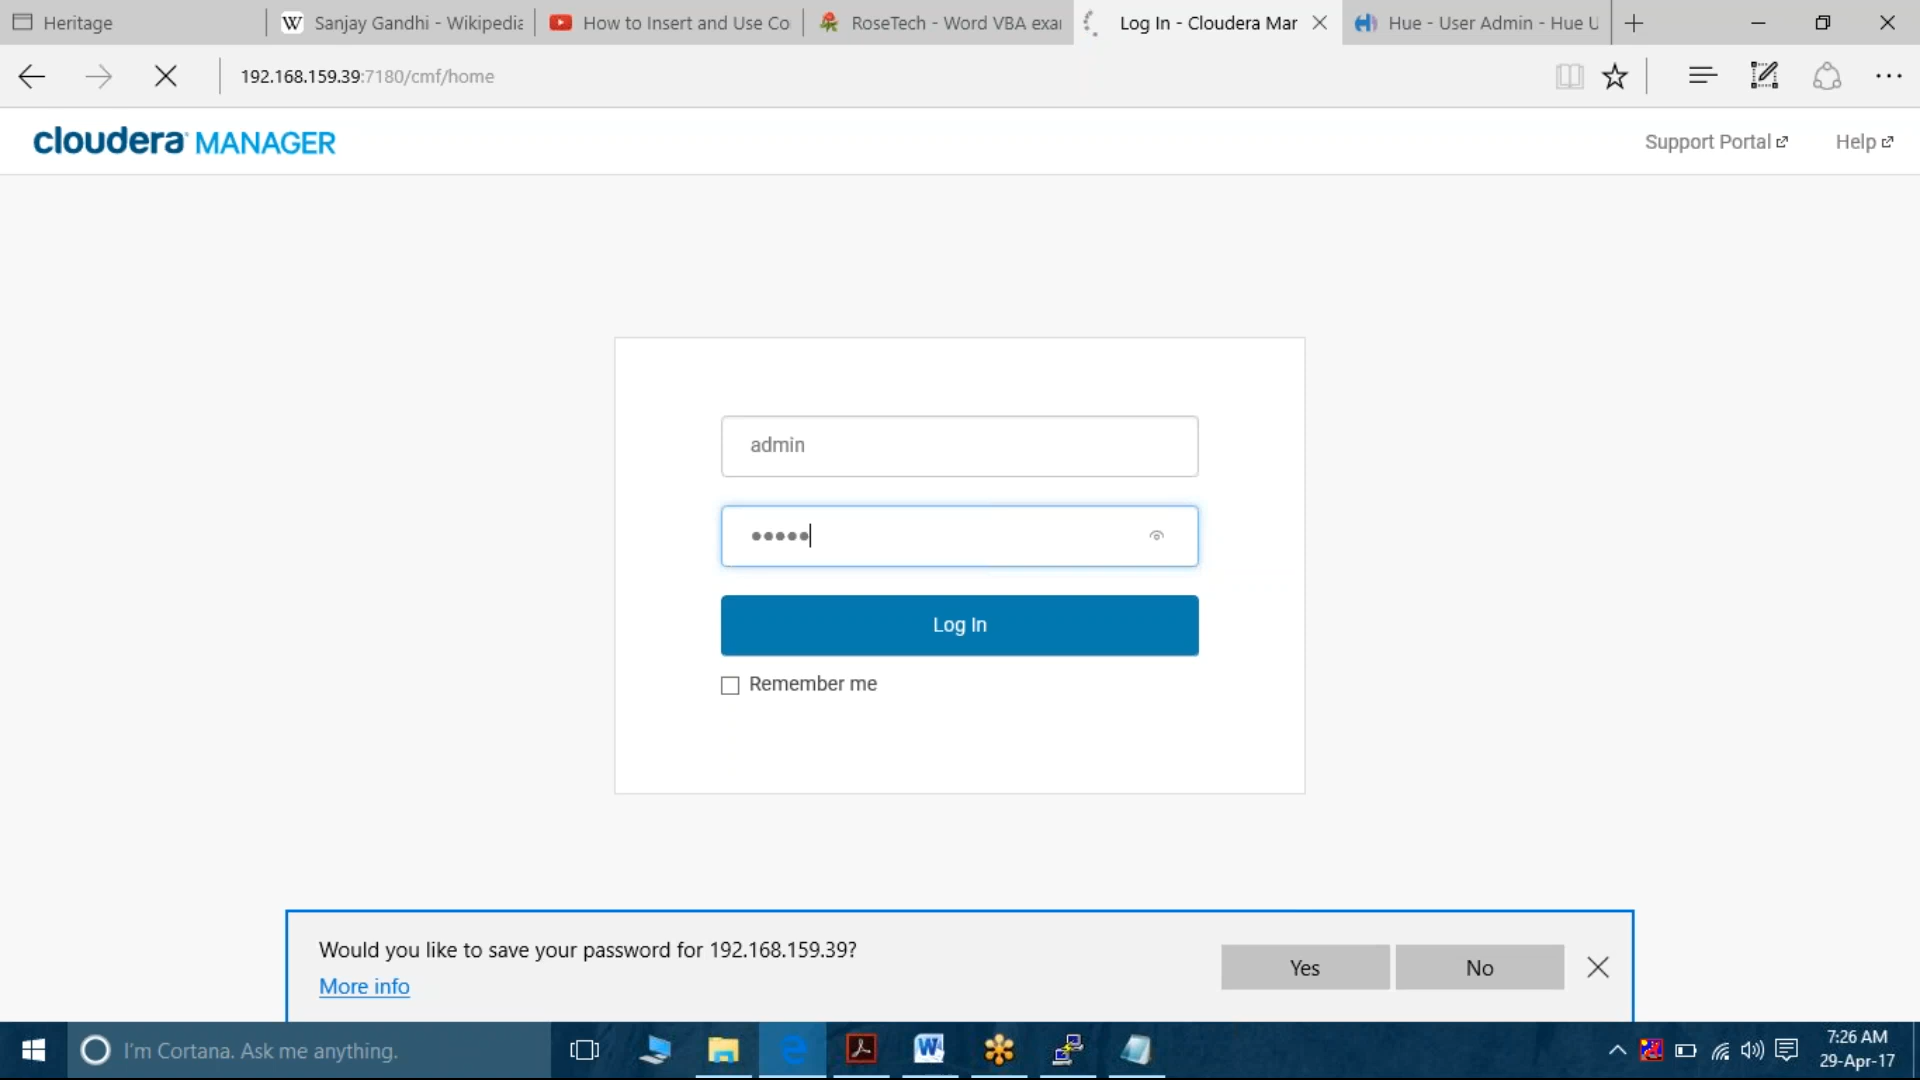 Heritage
Sanjay Gandhi - Wikipedia
How to Insert and Use Co
RoseTech - Word VBA exa
Log In - Cloudera Mar
Hue - User Admin - Hue U
192.168.159.39:7180/cmf/home
cloudera MANAGER
Support Portal
Help
admin
•••••
Log In
Remember me
Would you like to save your password for 192.168.159.39?
More info
Yes
No
I'm Cortana. Ask me anything.
7:26 AM
29-Apr-17